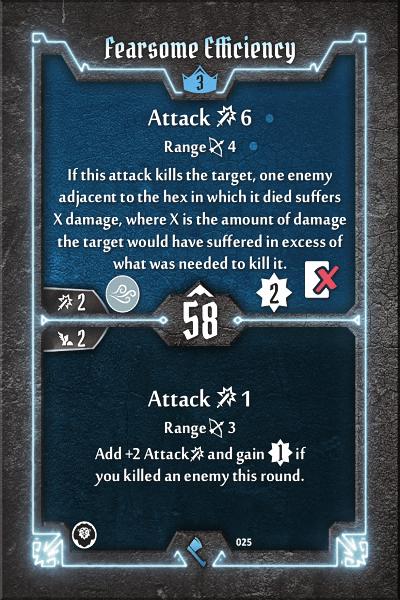 Fearsome Efficiency
3
Attack 6
Range 4
If this attack kills the target, one enemy
adjacent to the hex in which it died suffers
X damage, where X is the amount of damage
the target would have suffered in excess of
what was needed to kill it.
2
2
58
2
Attack 1
Range 3
Add +2 Attack and gain 1 if
you killed an enemy this round.
025